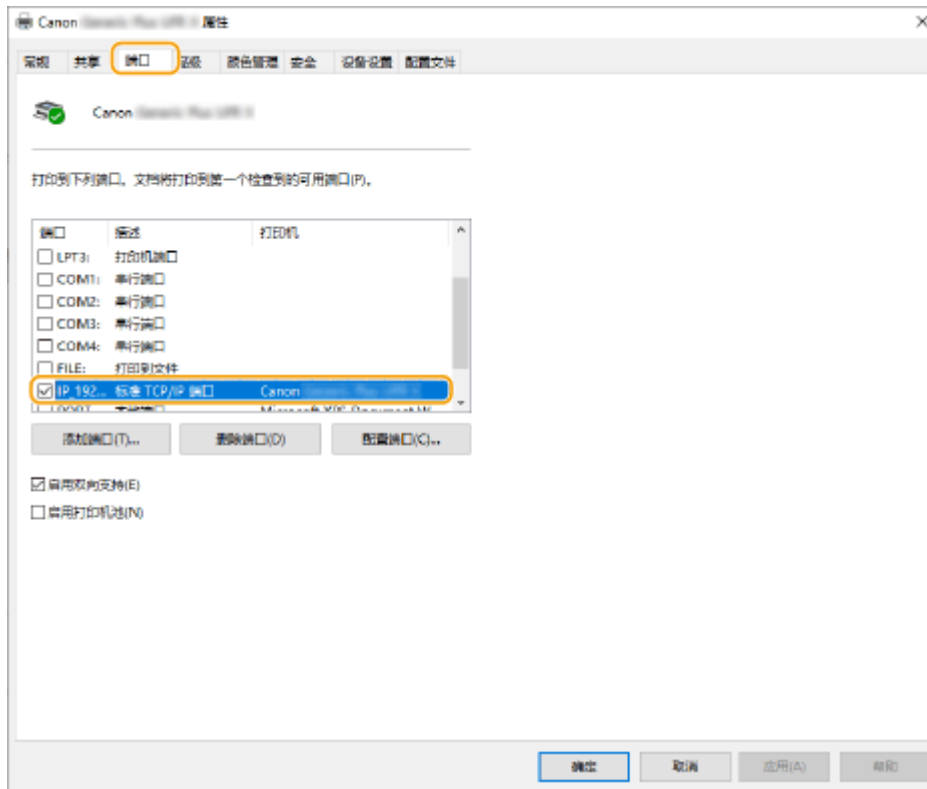 Canon 属性
常规 共享 端口 高级 颜色管理 安全 设备设置 配置文件
Canon
打印到下列端口。文档将打印到第一个检查到的可用端口(P)。
端口 描述 打印机
LPT3: 打印机端口
COM1: 串行端口
COM2: 串行端口
COM3: 串行端口
COM4: 串行端口
FILE: 打印到文件
IP_192... 标准 TCP/IP 端口 Canon
添加端口(T)... 删除端口(D) 配置端口(C)...
启用双向支持(E)
启用打印机池(N)
确定 取消 应用(A) 帮助